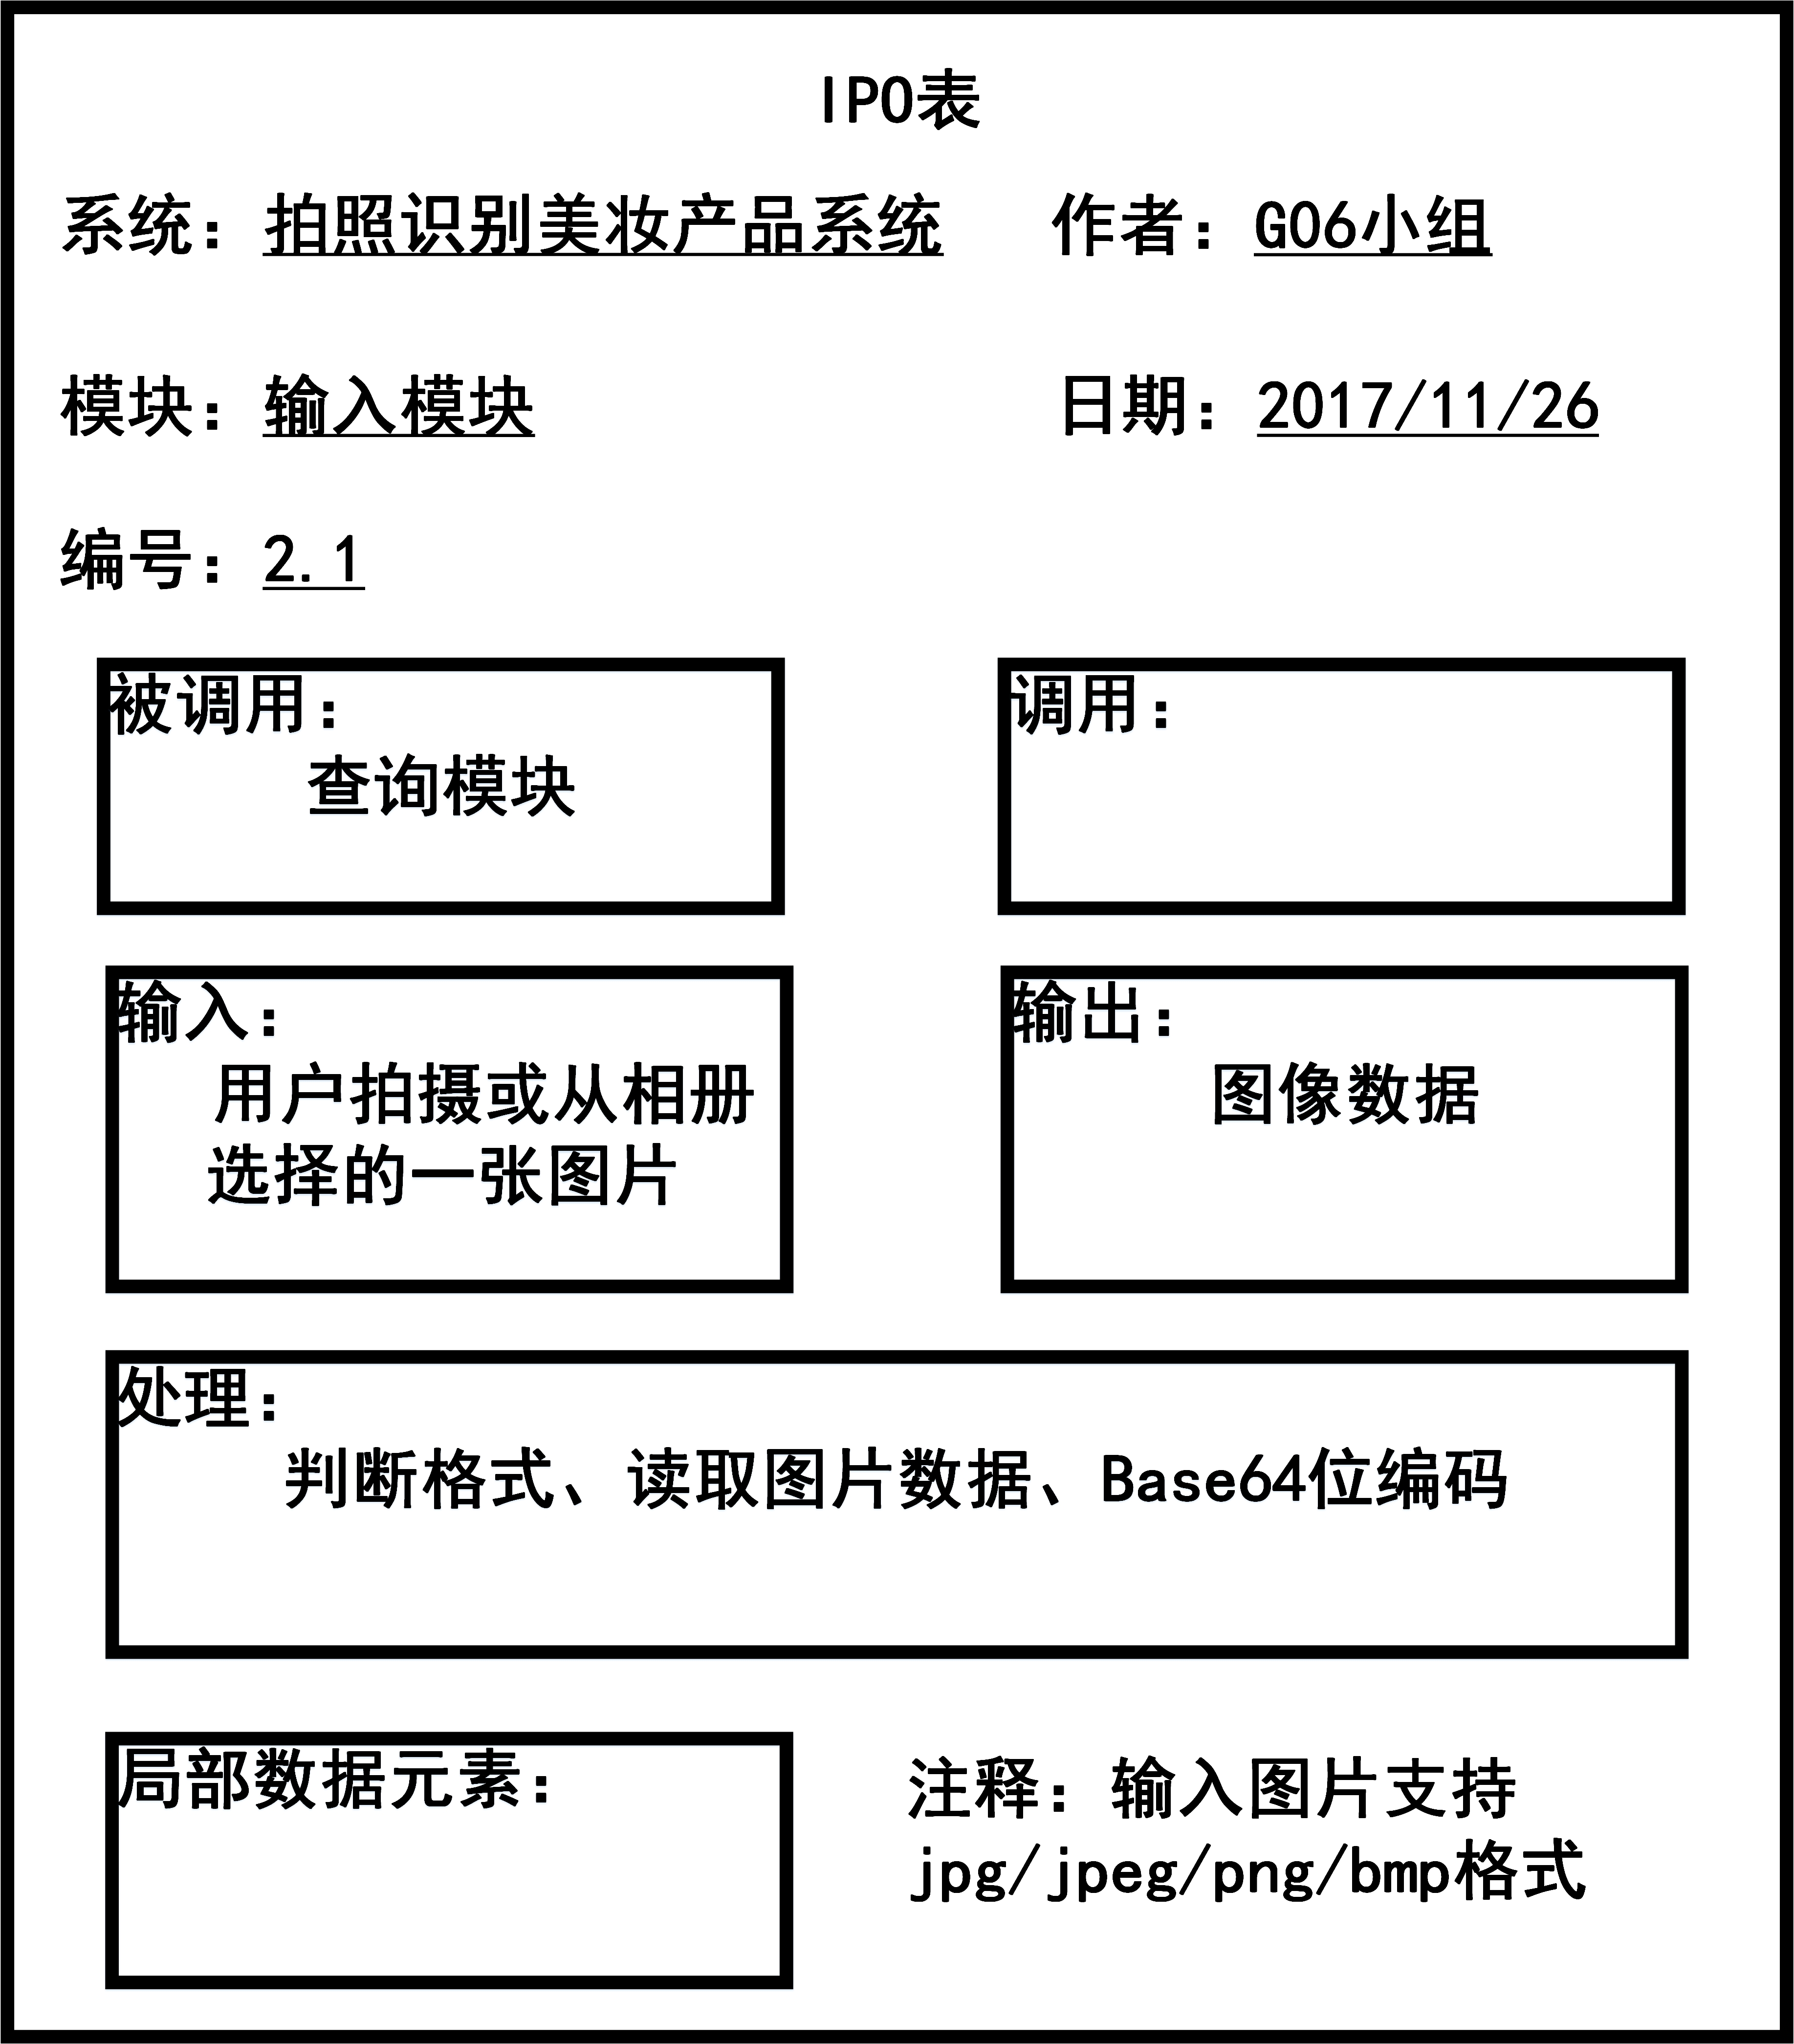 IPO表
系统：拍照识别美妆产品系统 作者：G06小组
模块：输入模块 日期：2017/11/26
编号：2.1
被调用：
查询模块
调用：
输入：
用户拍摄或从相册
选择的一张图片
输出：
图像数据
处理：
判断格式、读取图片数据、Base64位编码
局部数据元素：
注释：输入图片支持
jpg/jpeg/png/bmp格式